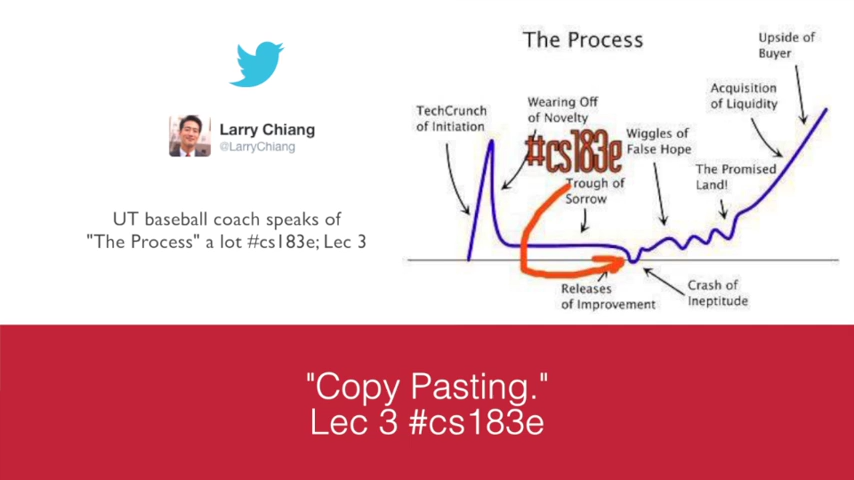 Larry Chiang
@LarryChiang
UT baseball coach speaks of
"The Process" a lot #cs183e; Lec 3
The Process
TechCrunch
of Initiation
Wearing Off
of Novelty
#cs183e
Trough of
Sorrow
Wiggles of
False Hope
The Promised
Land!
Acquisition
of Liquidity
Upside of
Buyer
Releases
of Improvement
Crash of
Ineptitude
"Copy Pasting."
Lec 3 #cs183e